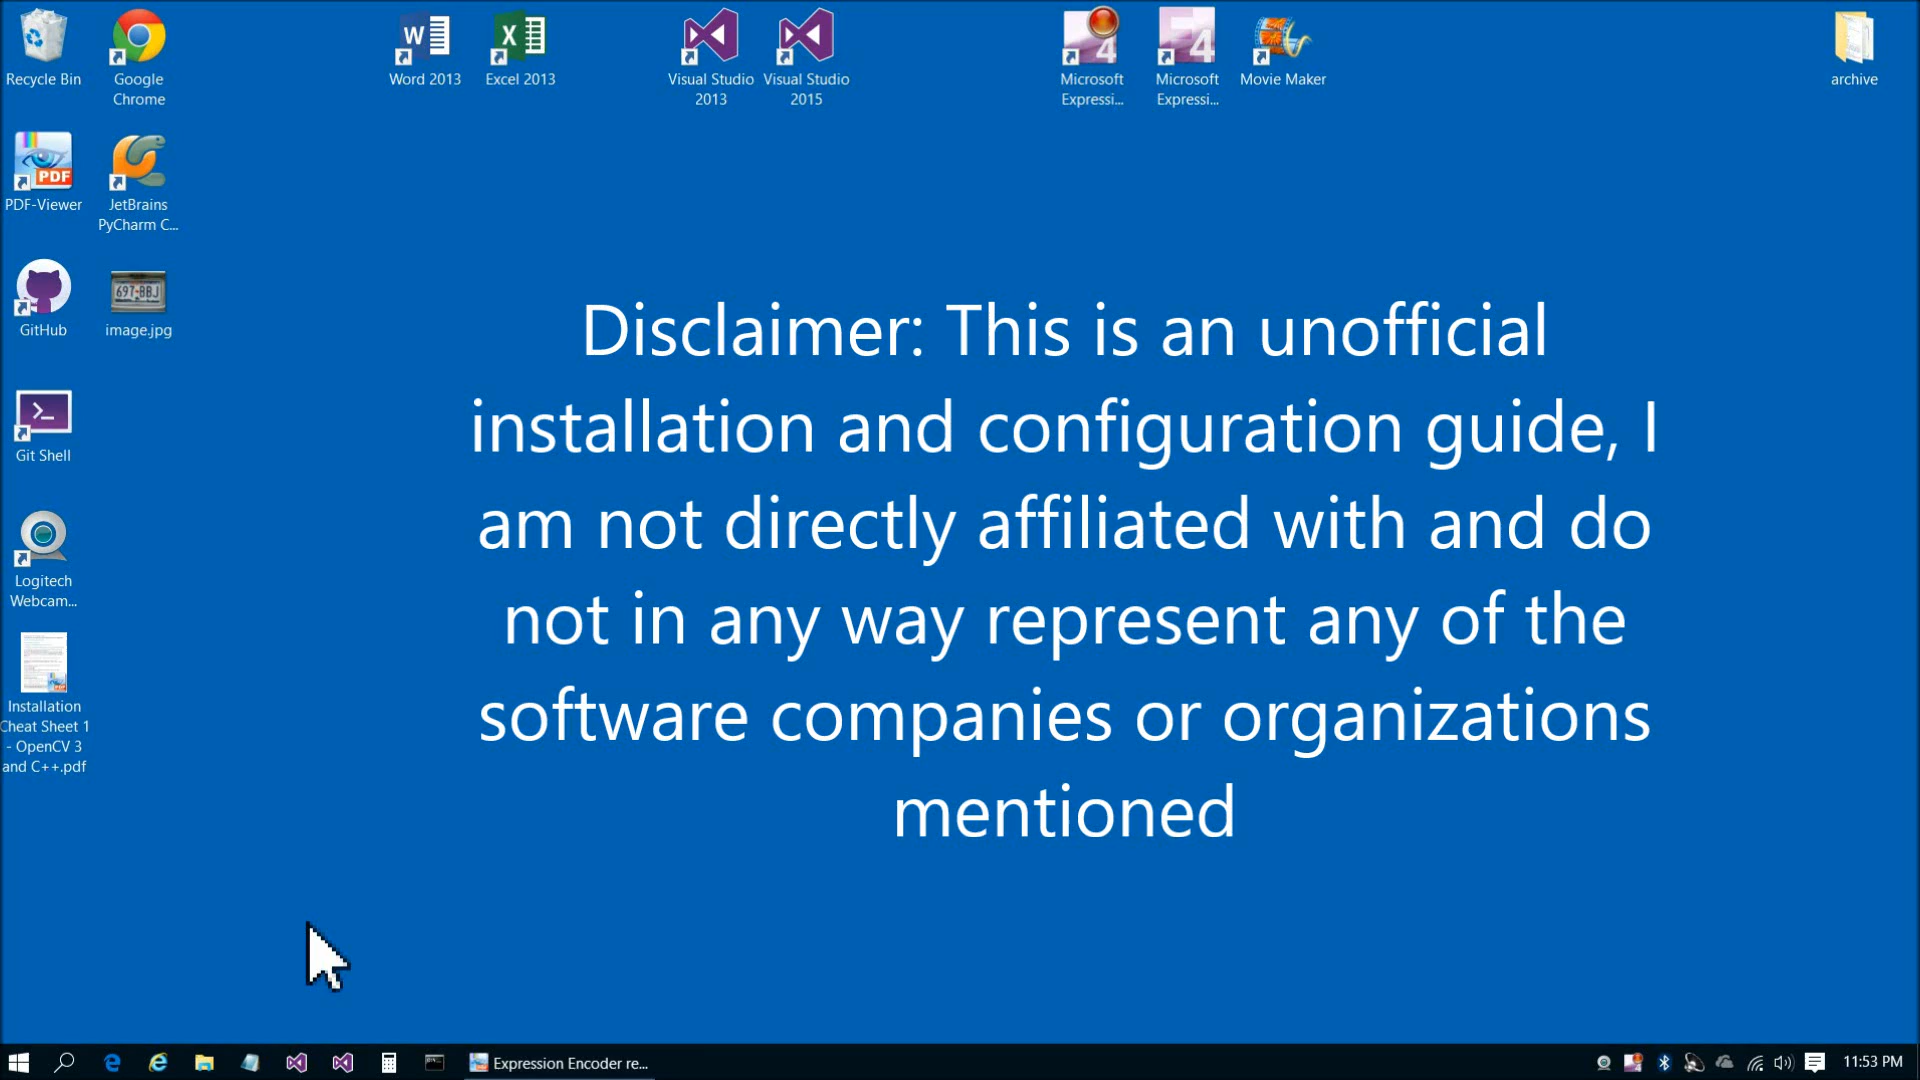 Recycle Bin
Google
Chrome
Word 2013
Excel 2013
Visual Studio
2013
Visual Studio
2015
Microsoft
Expressi...
Microsoft
Expressi...
Movie Maker
archive
PDF-Viewer
JetBrains
PyCharm C...
GitHub
697-BBJ
image.jpg
Git Shell
Logitech
Webcam...
Installation
Cheat Sheet 1
- OpenCV 3
and C++.pdf
Disclaimer: This is an unofficial
installation and configuration guide, I
am not directly affiliated with and do
not in any way represent any of the
software companies or organizations
mentioned
Expression Encoder re...
11:53 PM